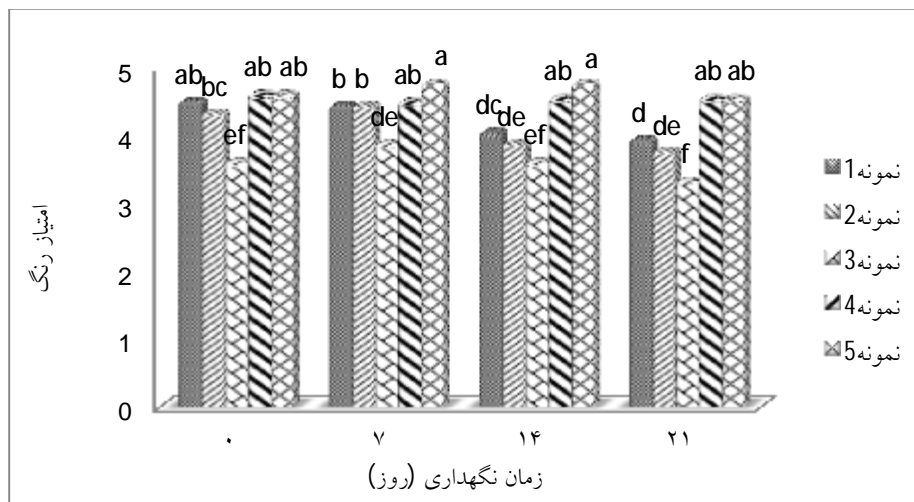 ab bc ef ab ab
b b de ab a
dc de ef ab a
d de f ab ab
5
4
3
2
1
0
امتیاز رنگ
۰ ۷ ۱۴ ۲۱
زمان نگهداری (روز)
نمونه1
نمونه2
نمونه3
نمونه4
نمونه5